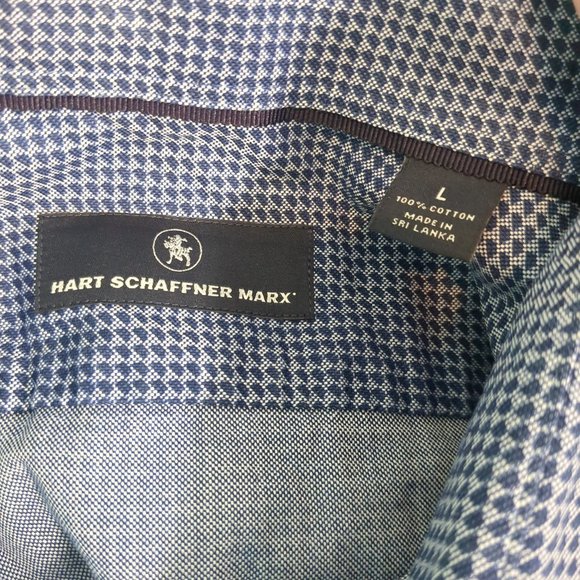 L
100% COTTON
MADE IN
SRI LANKA
HART SCHAFFNER MARX®